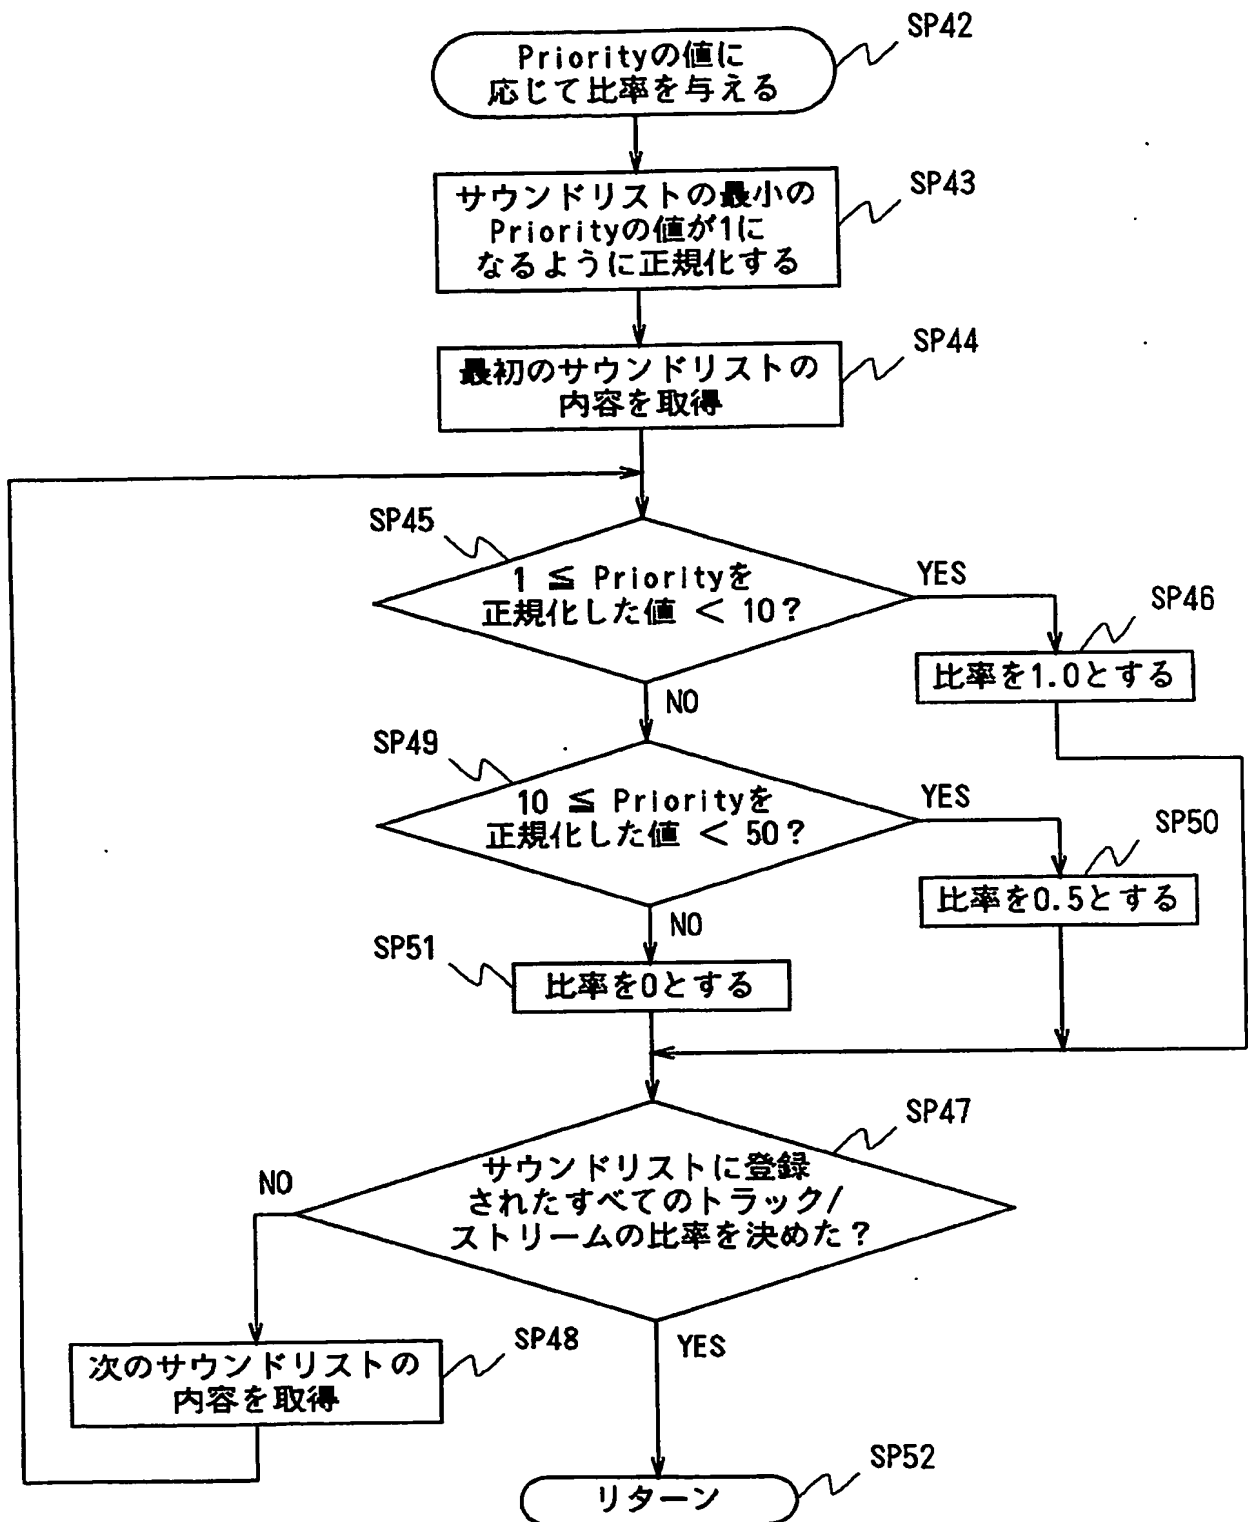 SP42
Priorityの値に
応じて比率を与える
SP43
サウンドリストの最小の
Priorityの値が1に
なるように正規化する
SP44
最初のサウンドリストの
内容を取得
SP45
1 ≦ Priorityを
正規化した値 < 10?
YES
SP46
比率を1.0とする
NO
SP49
10 ≦ Priorityを
正規化した値 < 50?
YES
SP50
比率を0.5とする
NO
SP51
比率を0とする
SP47
サウンドリストに登録
されたすべてのトラック/
ストリームの比率を決めた?
NO
SP48
次のサウンドリストの
内容を取得
YES
SP52
リターン